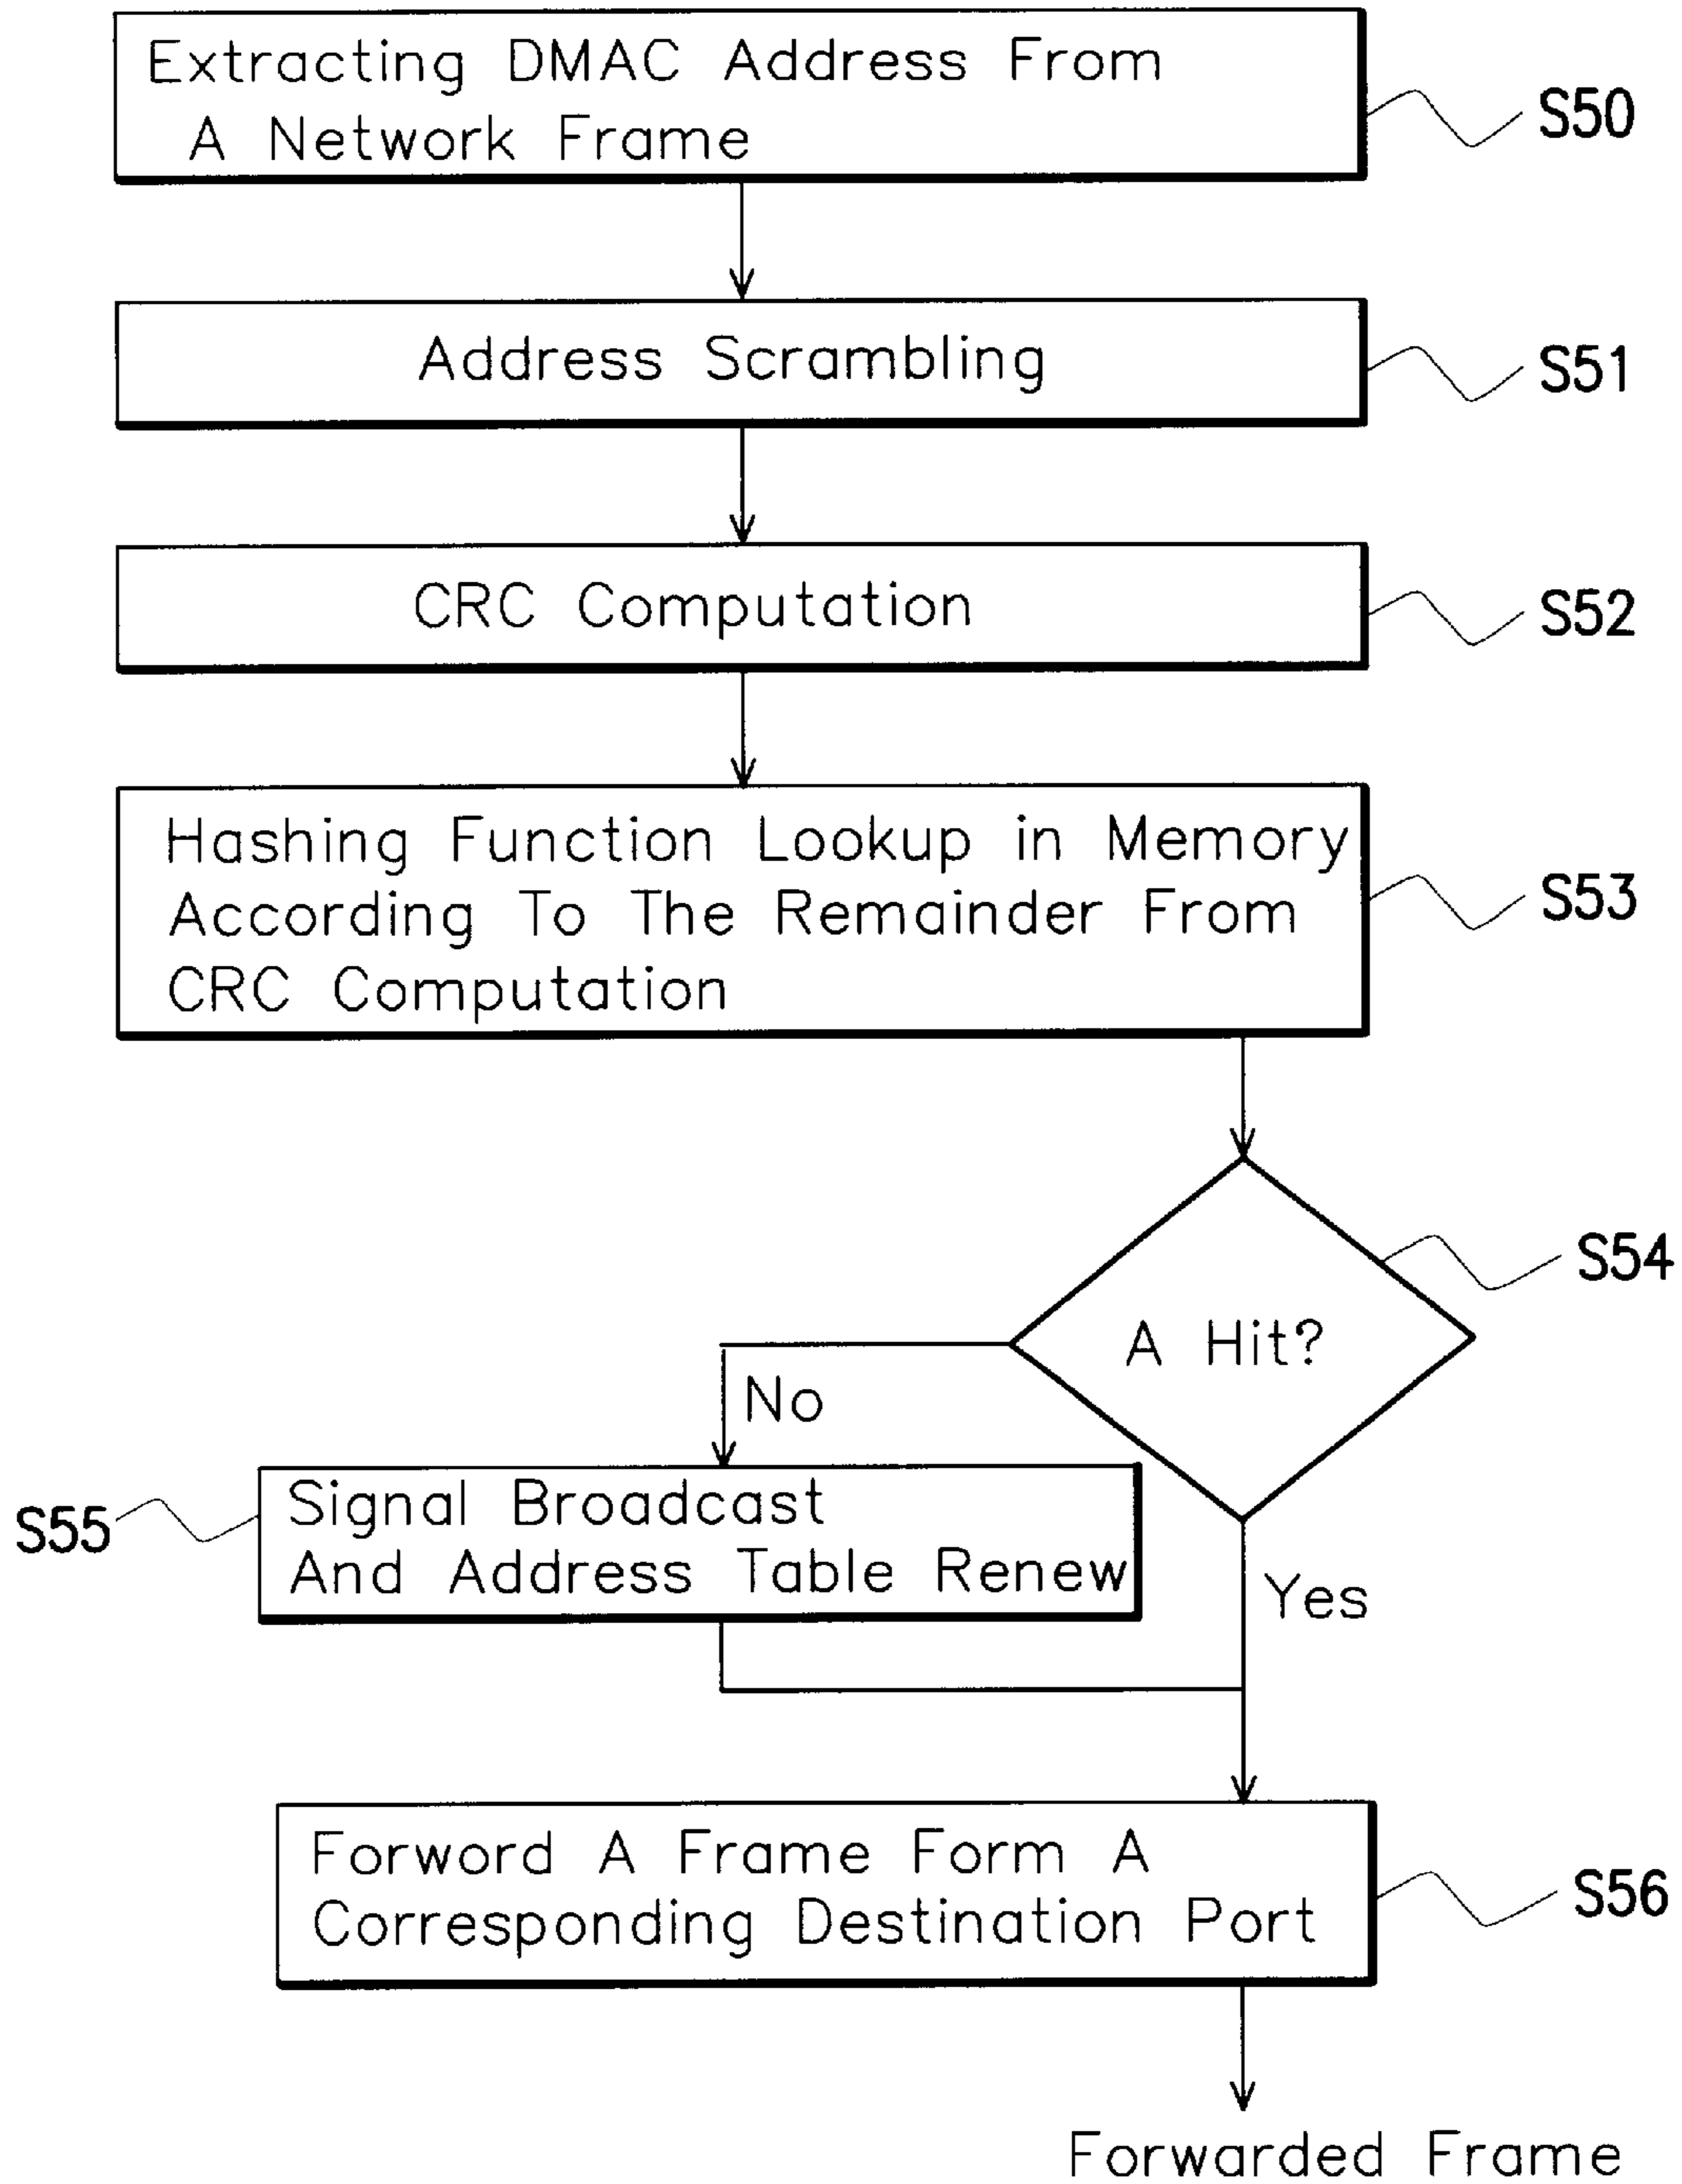 Extracting DMAC Address From
A Network Frame
S50
Address Scrambling
S51
CRC Computation
S52
Hashing Function Lookup in Memory
According To The Remainder From
CRC Computation
S53
A Hit?
S54
No
Signal Broadcast
And Address Table Renew
S55
Yes
Forword A Frame Form A
Corresponding Destination Port
S56
Forwarded Frame